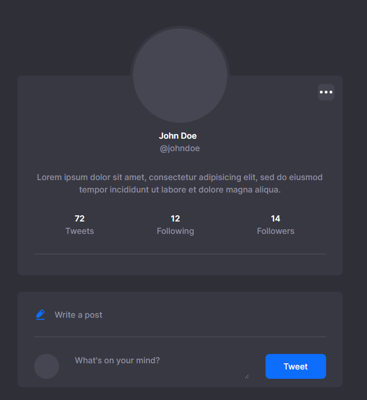 John Doe
@johndoe
Lorem ipsum dolor sit amet, consectetur adipisicing elit, sed do eiusmod
tempor incididunt ut labore et dolore magna aliqua.
72 12 14
Tweets Following Followers
Write a post
What's on your mind? Tweet